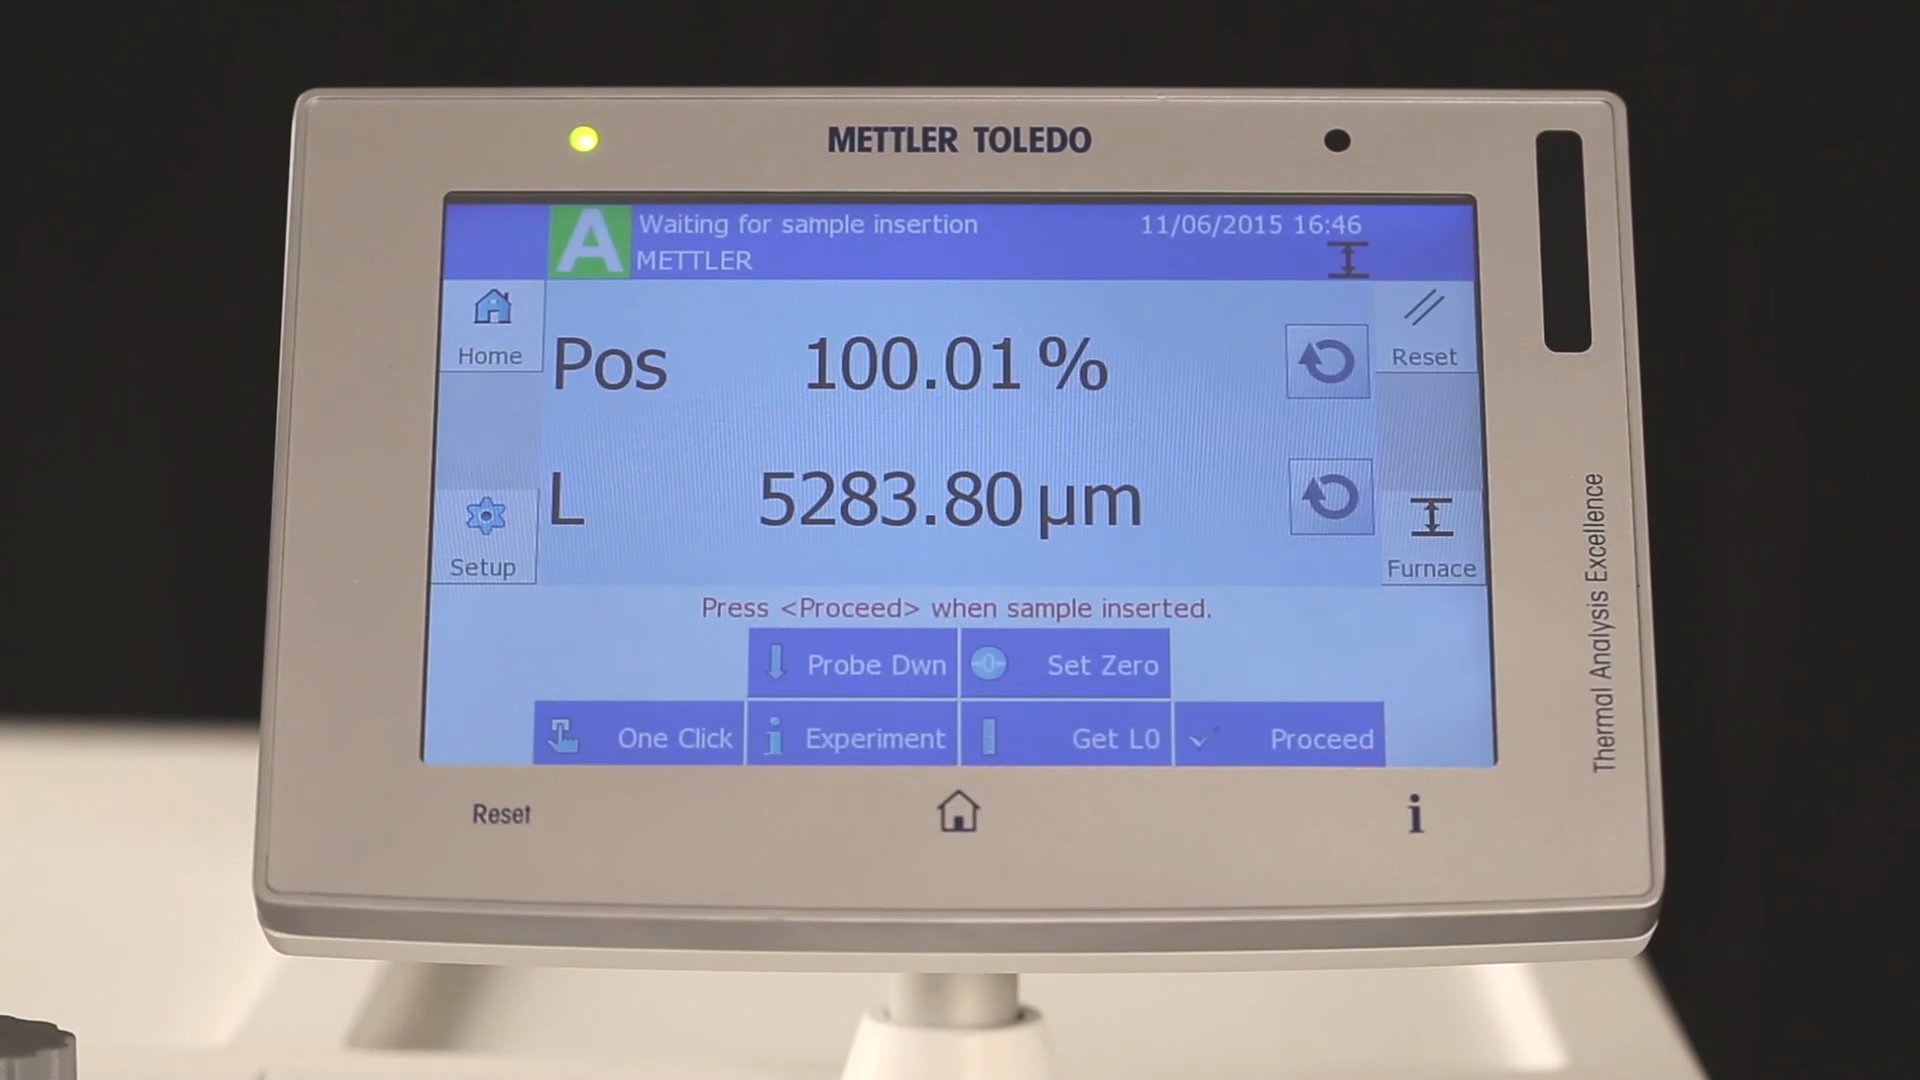 METTLER TOLEDO
A
Waiting for sample insertion
11/06/2015 16:46
METTLER
Home
Pos 100.01 %
Reset
L 5283.80 µm
Setup
Furnace
Press <Proceed> when sample inserted.
Probe Dwn
Set Zero
One Click
Experiment
Get L0
Proceed
Reset
i
Thermal Analysis Excellence